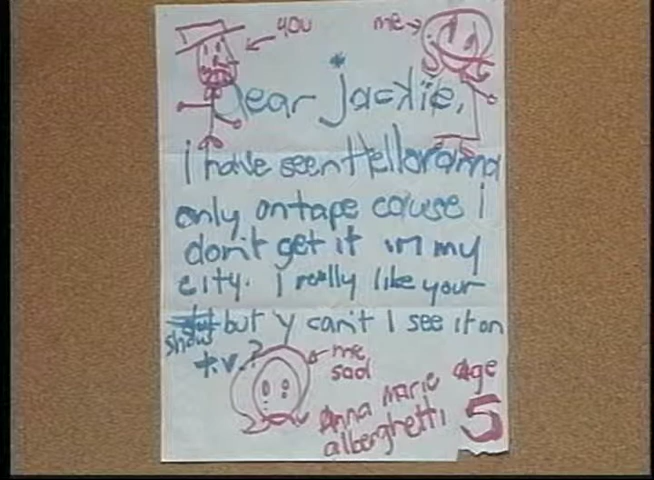 you me
Dear jackie,
i have seen Hellorama
only on tape cause i
don't get it in my
city. i really like your
show but y can't I see it on
t.v.?
me
sad
Anna marie age
alberghetti 5